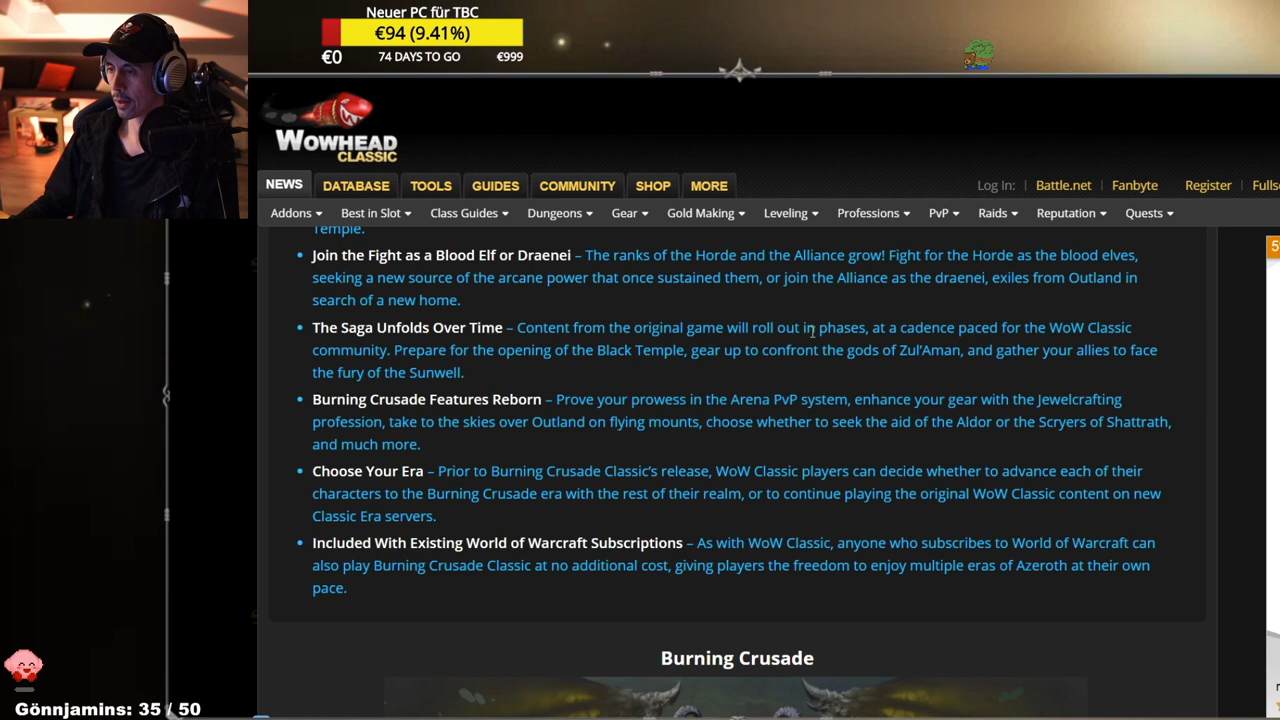 Neuer PC für TBC
€94 (9.41%)
€0 74 DAYS TO GO €999
WOWHEAD
CLASSIC
NEWS DATABASE TOOLS GUIDES COMMUNITY SHOP MORE
Log In: | Battle.net | Fanbyte Register |
Addons Best in Slot Class Guides Dungeons Gear Gold Making Leveling Professions PvP Raids Reputation Quests
Temple.
• Join the Fight as a Blood Elf or Draenei – The ranks of the Horde and the Alliance grow! Fight for the Horde as the blood elves,
seeking a new source of the arcane power that once sustained them, or join the Alliance as the draenei, exiles from Outland in
search of a new home.
• The Saga Unfolds Over Time – Content from the original game will roll out in phases, at a cadence paced for the WoW Classic
community. Prepare for the opening of the Black Temple, gear up to confront the gods of Zul'Aman, and gather your allies to face
the fury of the Sunwell.
• Burning Crusade Features Reborn – Prove your prowess in the Arena PvP system, enhance your gear with the Jewelcrafting
profession, take to the skies over Outland on flying mounts, choose whether to seek the aid of the Aldor or the Scryers of Shattrath,
and much more.
• Choose Your Era – Prior to Burning Crusade Classic's release, WoW Classic players can decide whether to advance each of their
characters to the Burning Crusade era with the rest of their realm, or to continue playing the original WoW Classic content on new
Classic Era servers.
• Included With Existing World of Warcraft Subscriptions – As with WoW Classic, anyone who subscribes to World of Warcraft can
also play Burning Crusade Classic at no additional cost, giving players the freedom to enjoy multiple eras of Azeroth at their own
pace.
Burning Crusade
Gönnjamins: 35 / 50